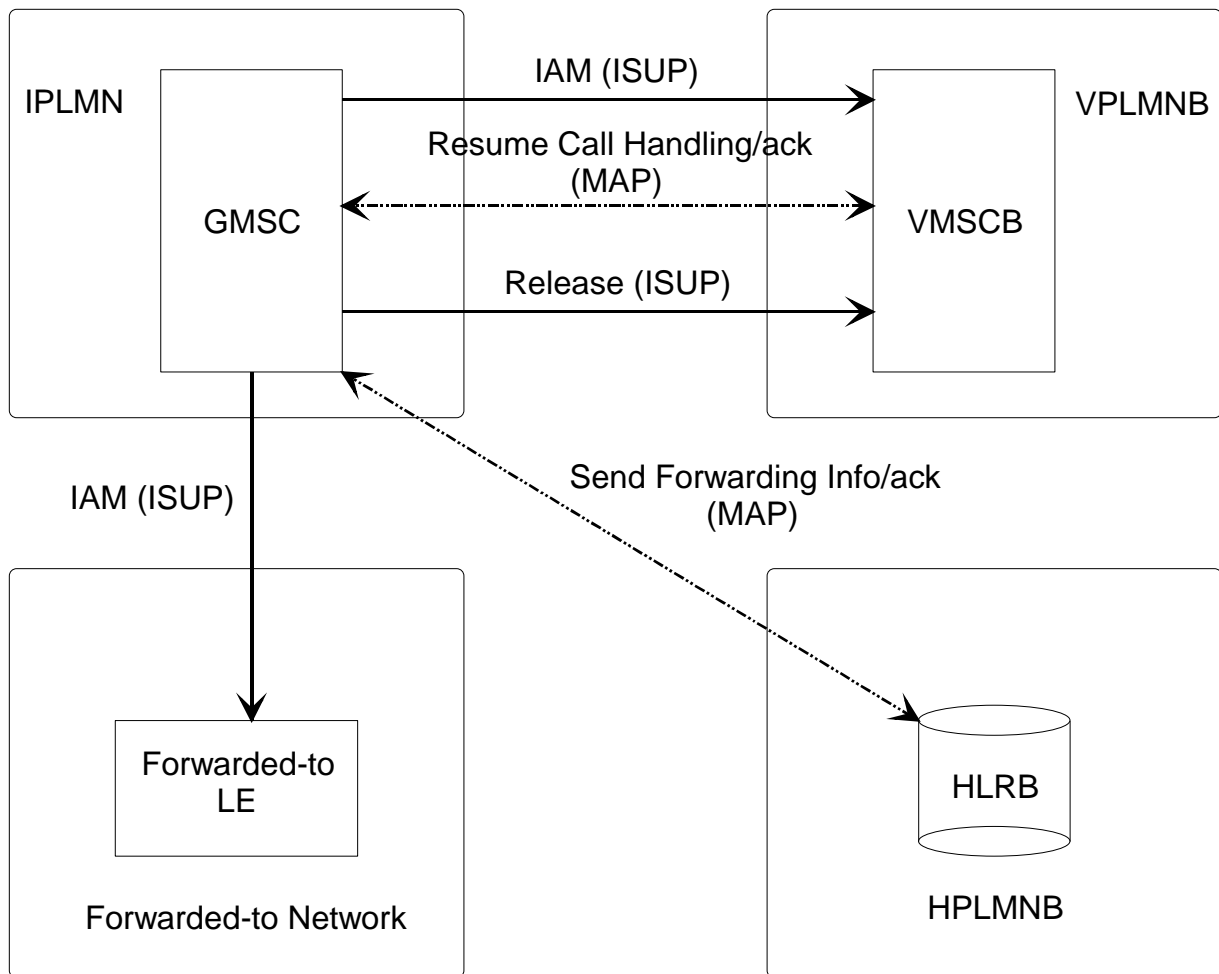 IAM (ISUP)
IPLMN
VPLMNB
Resume Call Handling/ack
(MAP)
GMSC
VMSCB
Release (ISUP)
Send Forwarding Info/ack
(MAP)
IAM (ISUP)
Forwarded-to
LE
HLRB
HPLMNB
Forwarded-to Network